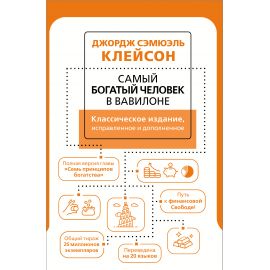 ДЖОРДЖ СЭМЮЭЛЬ
КЛЕЙСОН
САМЫЙ
БОГАТЫЙ ЧЕЛОВЕК
В ВАВИЛОНЕ
Классическое издание,
исправленное и дополненное
Полная версия главы
«Семь принципов
богатства»
Путь
к финансовой
Свободе!
Общий тираж
25 миллионов
экземпляров
Переведена
на 20 языков